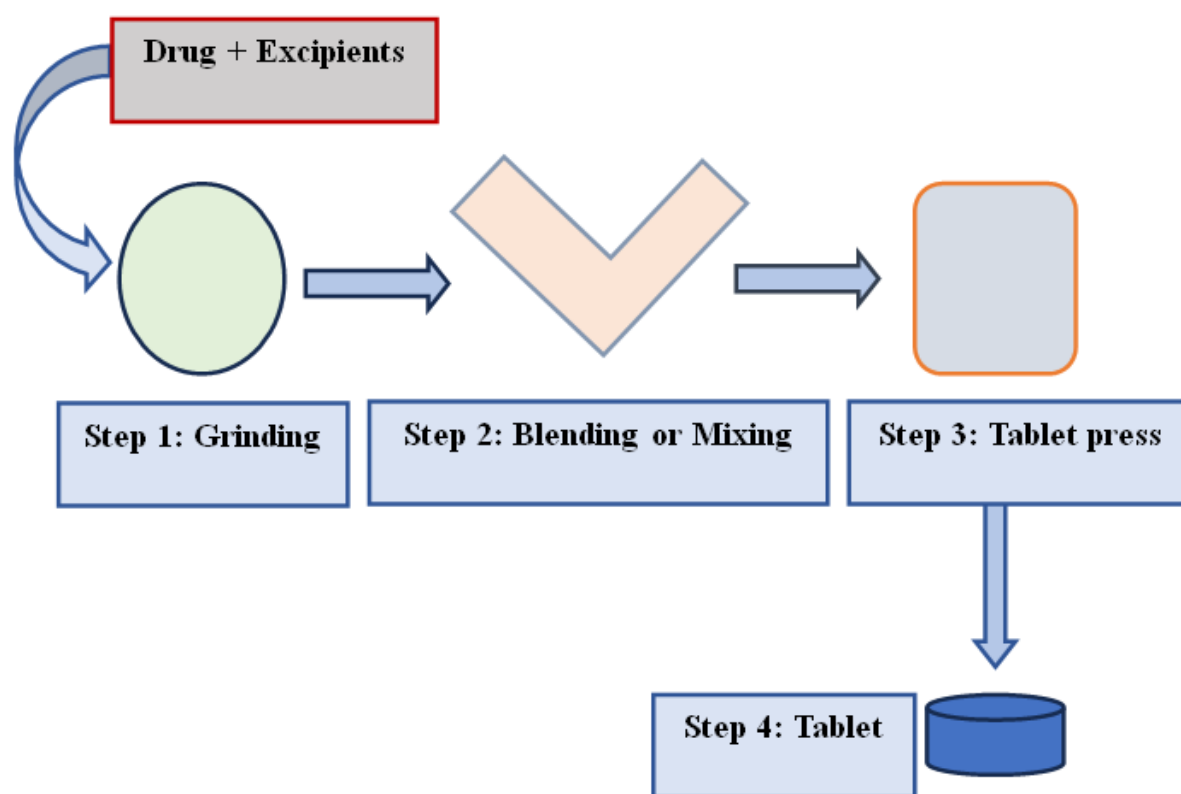 Drug + Excipients
Step 1: Grinding
Step 2: Blending or Mixing
Step 3: Tablet press
Step 4: Tablet